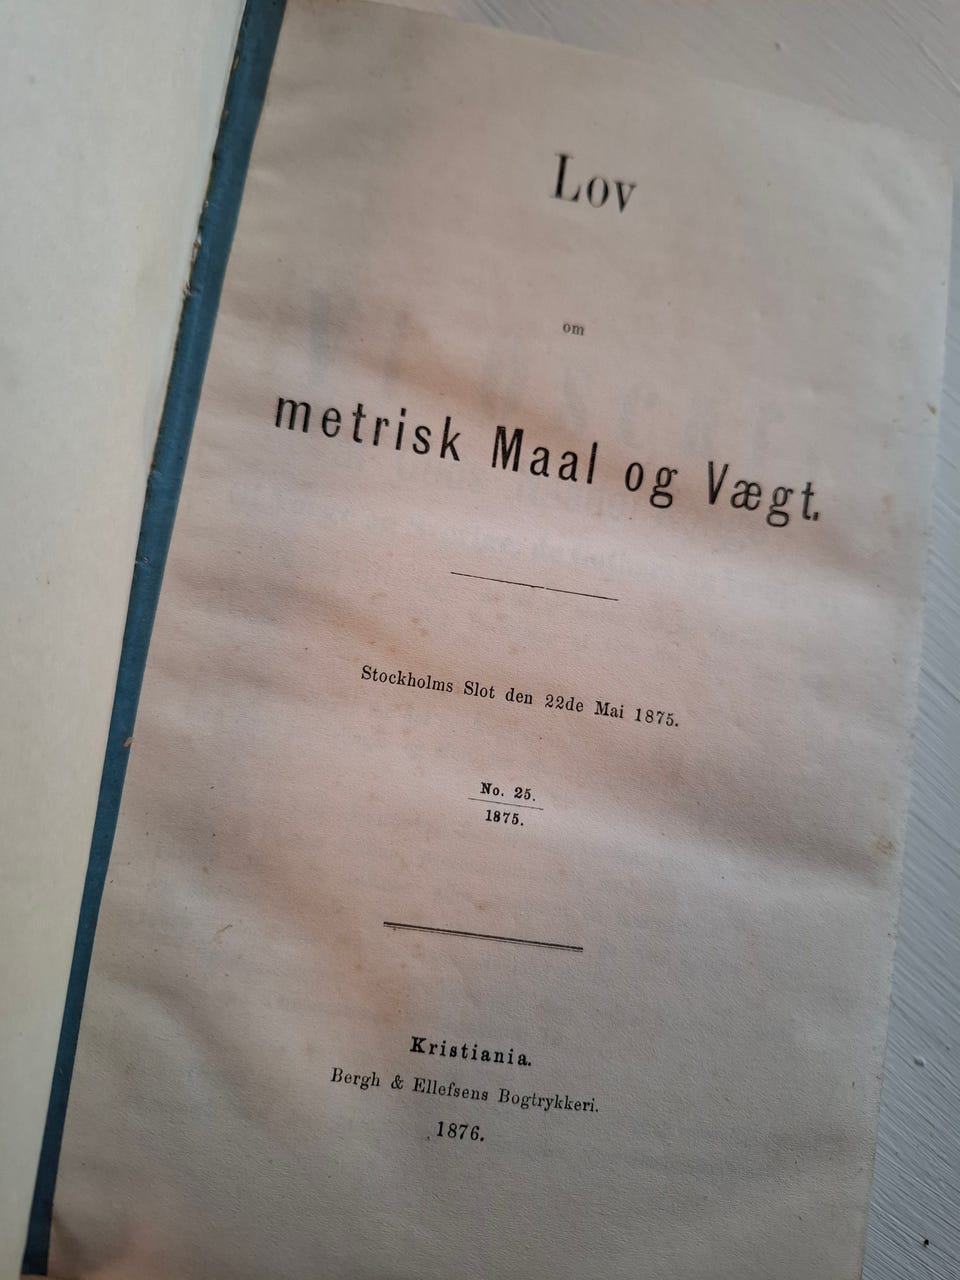 Lov
om
metrisk Maal og Vægt.
Stockholms Slot den 22de Mai 1875.
No. 25.
1875.
Kristiania.
Bergh & Ellefsens Bogtrykkeri.
1876.